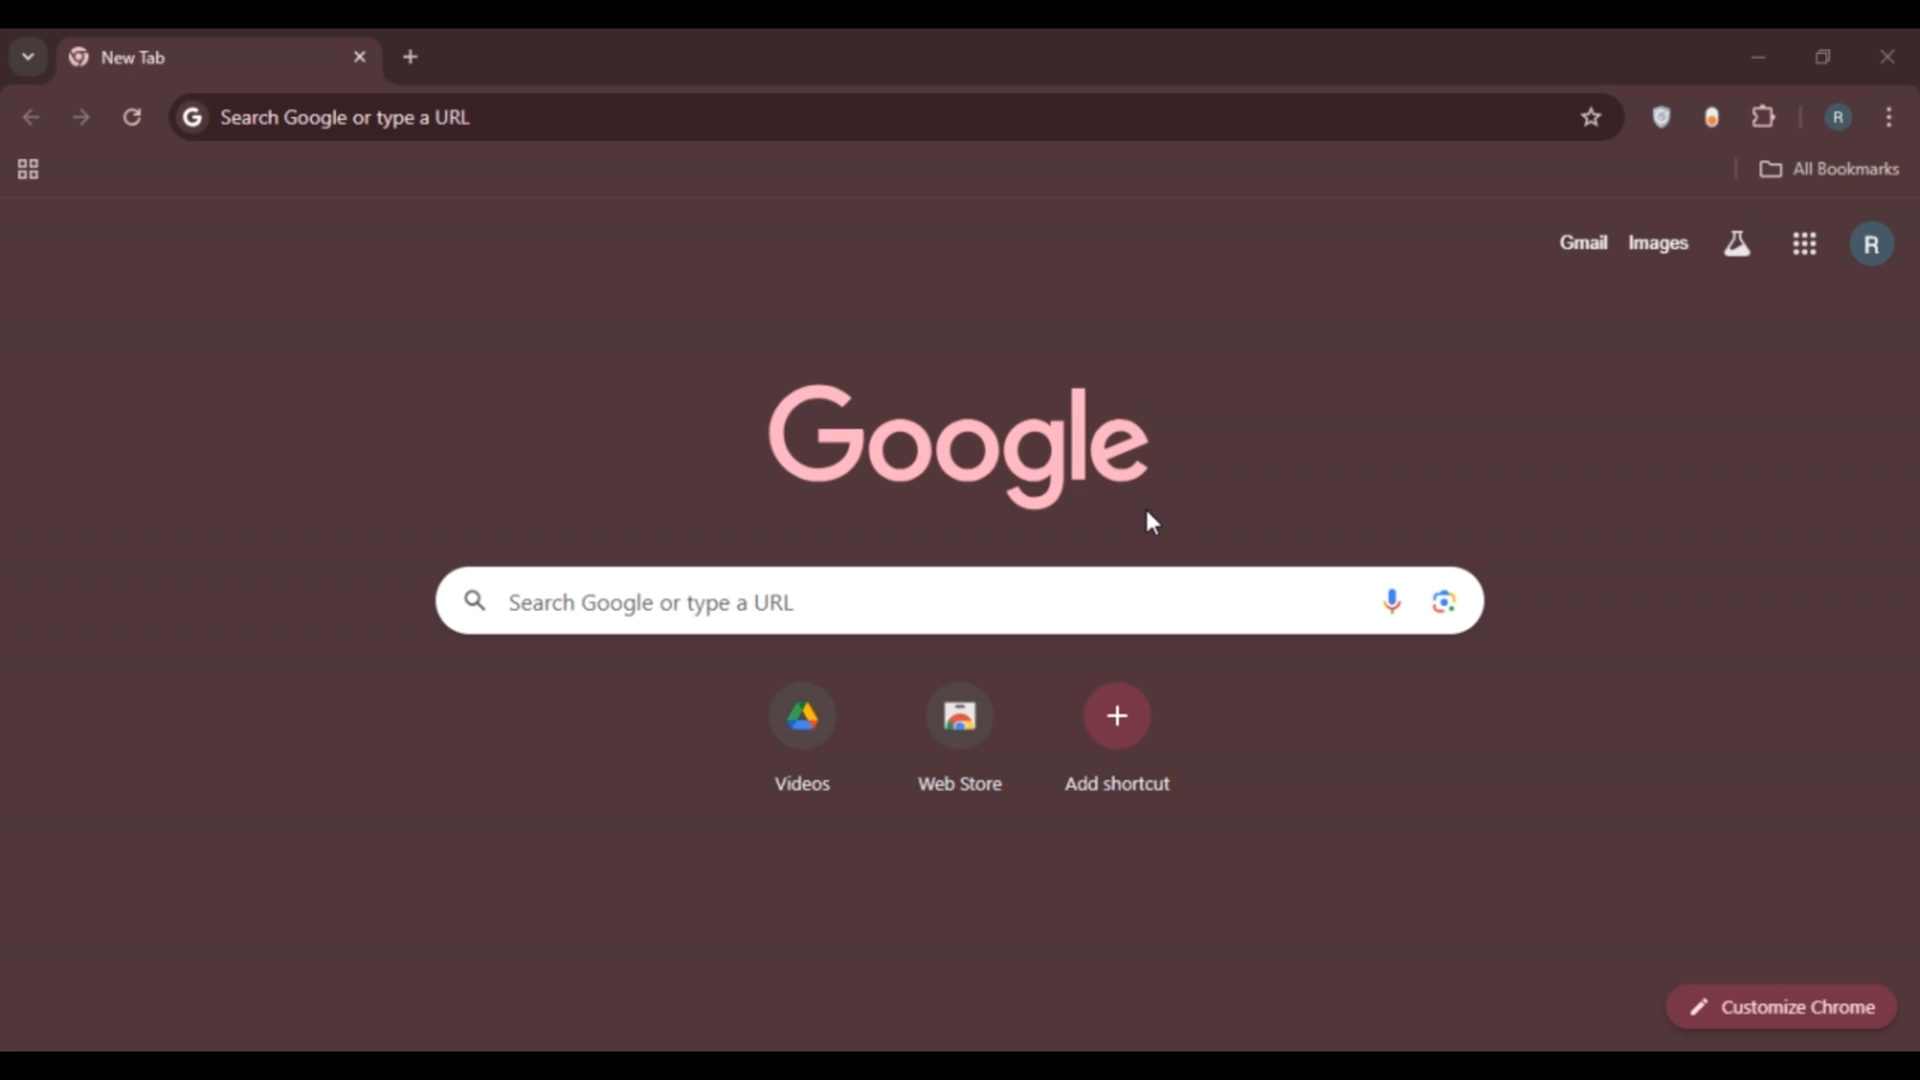 New Tab
Search Google or type a URL
R
All Bookmarks
Gmail Images
R
Google
Search Google or type a URL
Videos Web Store Add shortcut
Customize Chrome